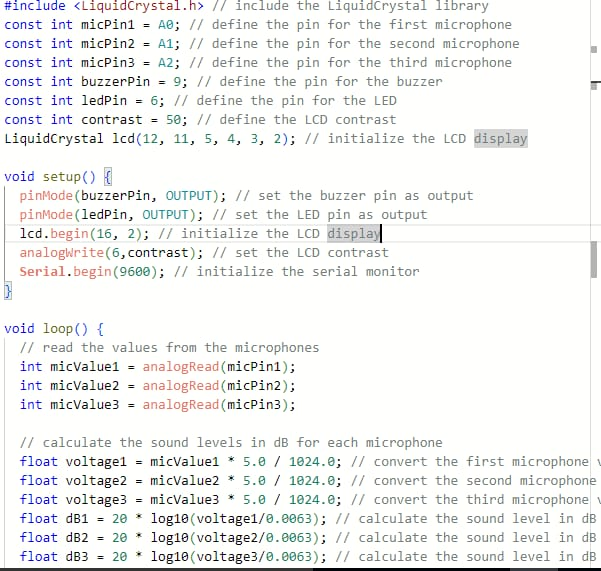 #include <LiquidCrystal.h> // include the LiquidCrystal library
const int micPin1 = A0; // define the pin for the first microphone
const int micPin2 = A1; // define the pin for the second microphone
const int micPin3 = A2; // define the pin for the third microphone
const int buzzerPin = 9; // define the pin for the buzzer
const int ledPin = 6; // define the pin for the LED
const int contrast = 50; // define the LCD contrast
LiquidCrystal lcd(12, 11, 5, 4, 3, 2); // initialize the LCD display
void setup() {
pinMode(buzzerPin, OUTPUT); // set the buzzer pin as output
pinMode(ledPin, OUTPUT); // set the LED pin as output
lcd.begin(16, 2); // initialize the LCD display
analogWrite(6,contrast); // set the LCD contrast
Serial.begin(9600); // initialize the serial monitor
}
void loop() {
// read the values from the microphones
int micValue1 = analogRead(micPin1);
int micValue2 = analogRead(micPin2);
int micValue3 = analogRead(micPin3);
// calculate the sound levels in dB for each microphone
float voltage1 = micValue1 * 5.0 / 1024.0; // convert the first microphone
float voltage2 = micValue2 * 5.0 / 1024.0; // convert the second microphone
float voltage3 = micValue3 * 5.0 / 1024.0; // convert the third microphone
float dB1 = 20 * log10(voltage1/0.0063); // calculate the sound level in dB
float dB2 = 20 * log10(voltage2/0.0063); // calculate the sound level in dB
float dB3 = 20 * log10(voltage3/0.0063); // calculate the sound level in dB